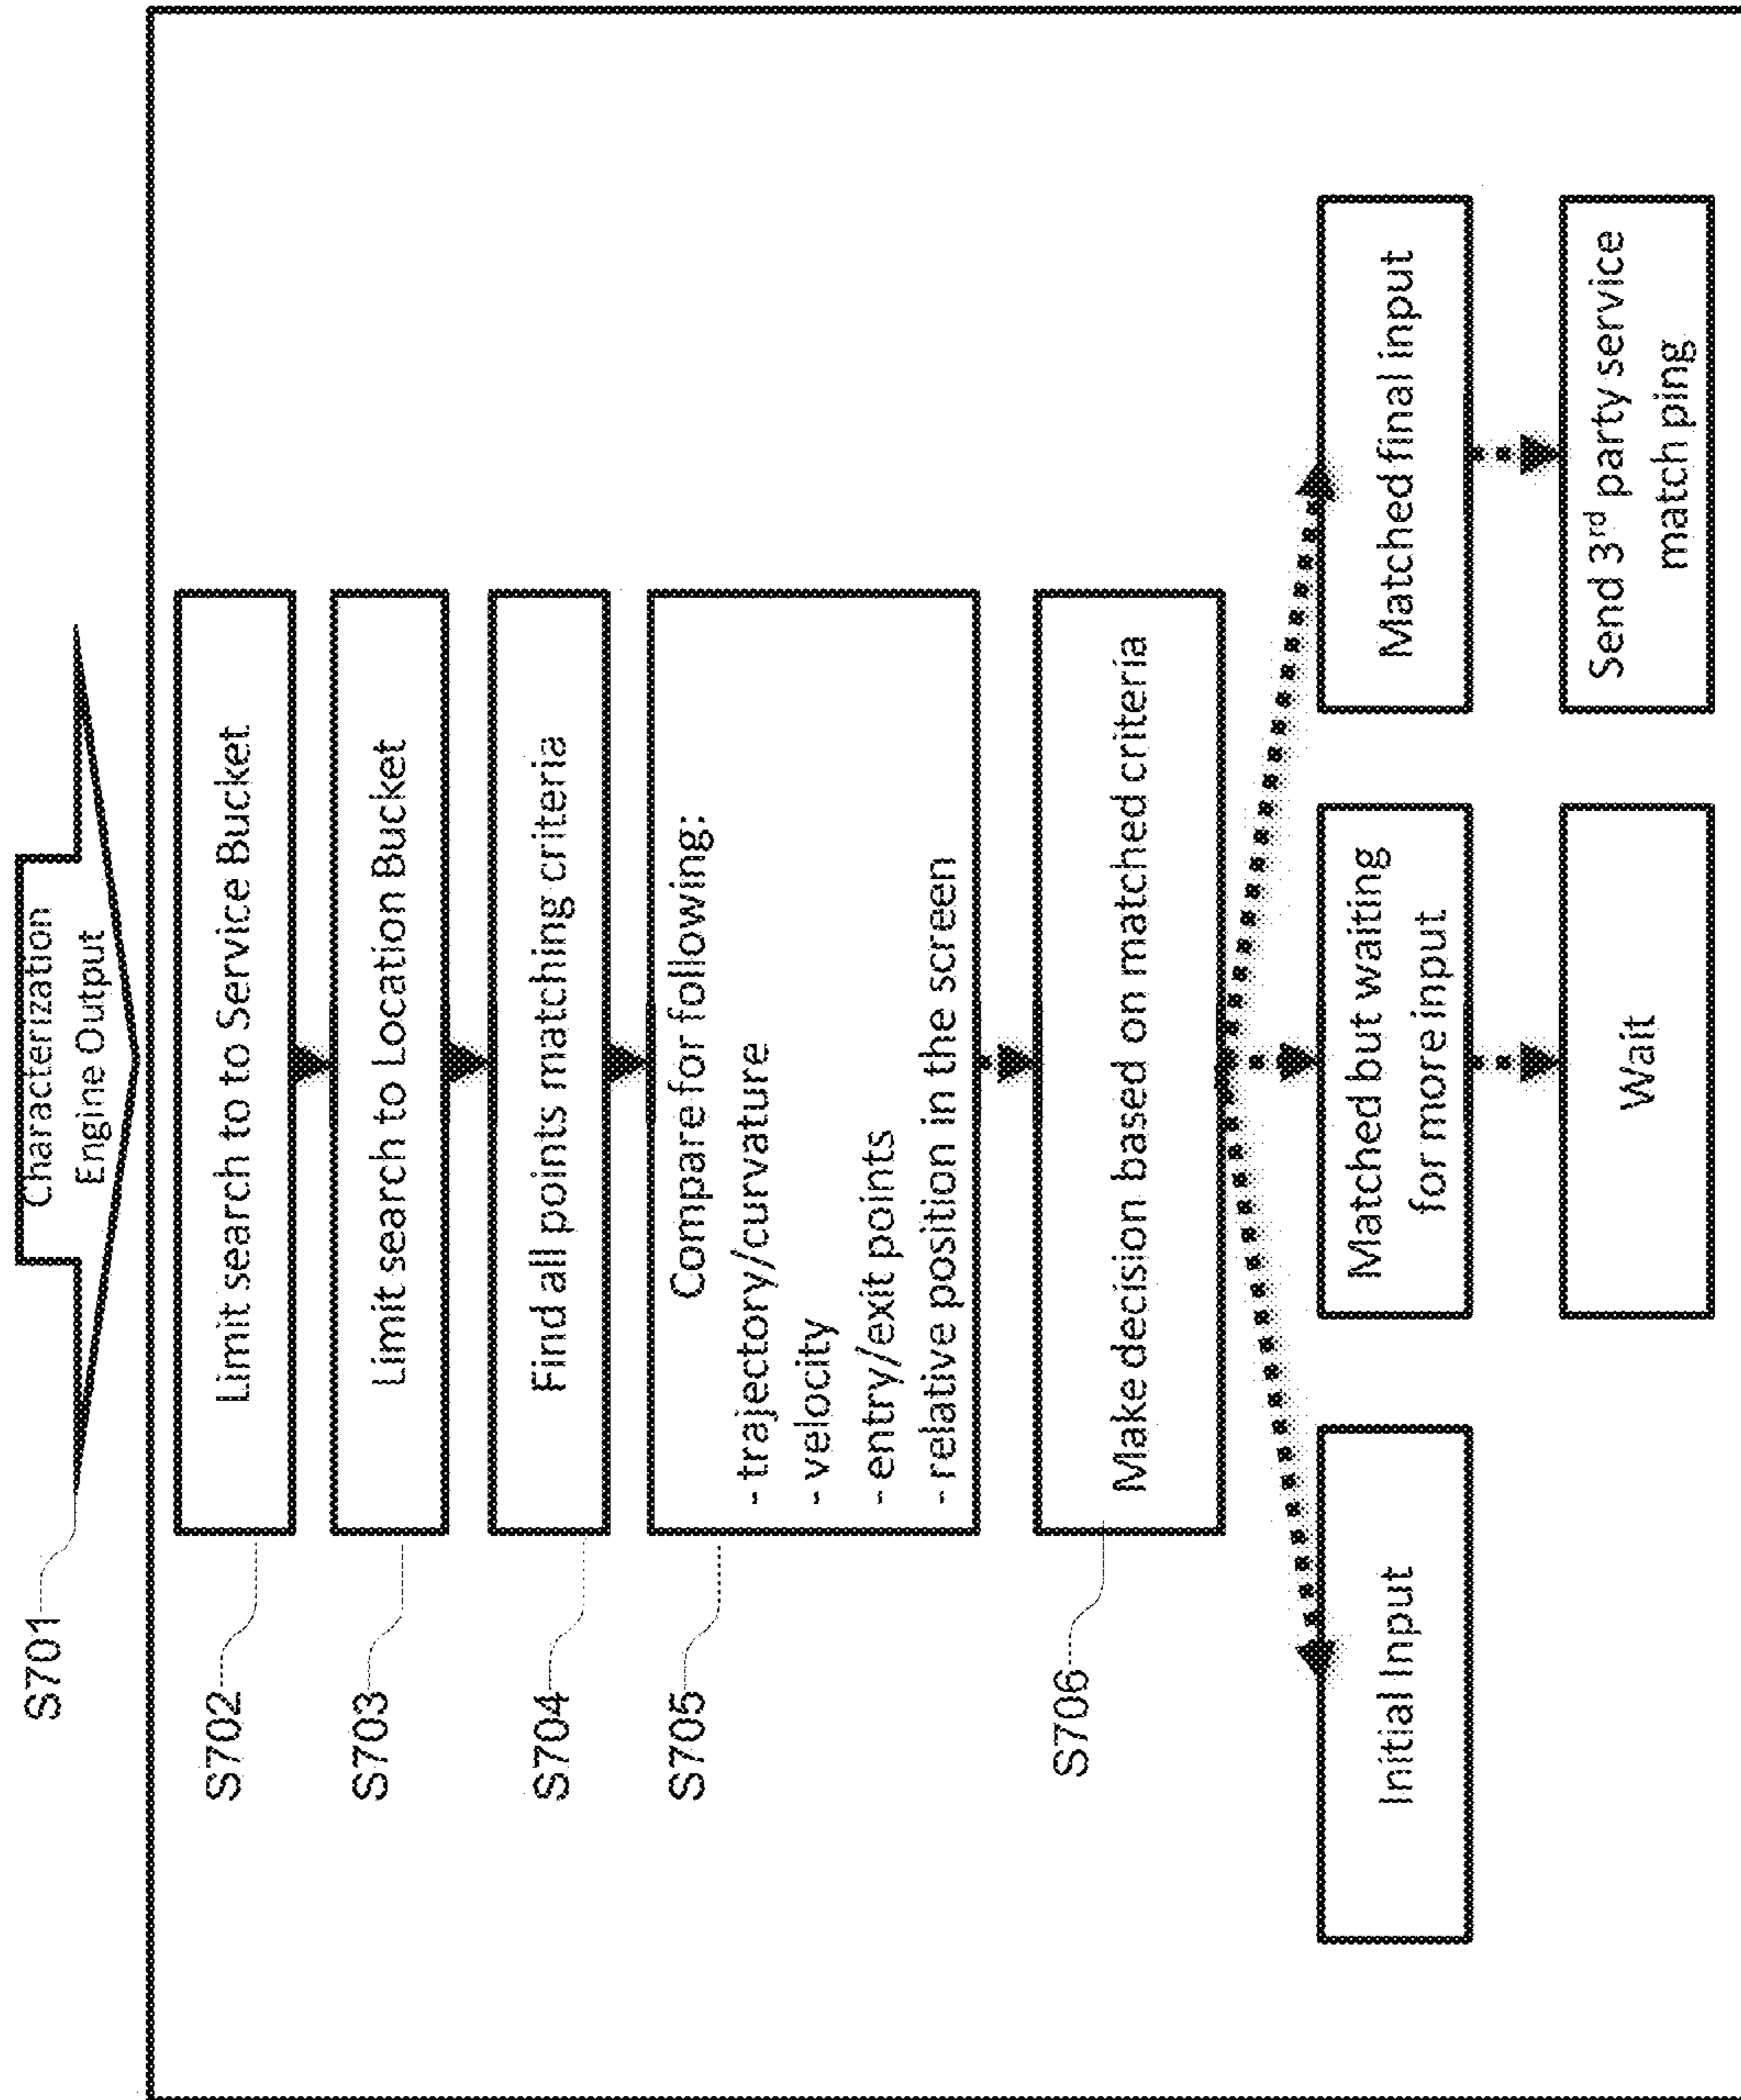 S701
Characterization
Engine Output
S702
Limit search to to Service Bucket
S703
Limit search to Location Bucket
S704
Find all points matching criteria
S705
Compare for following:
- trajectory/curvature
- velocity
- entry/exit points
- relative position in the screen
S706
Make decision based on matched criteria
Initial Input
Matched but waiting
for more input
Matched final input
Wait
Send 3rd party service
match ping